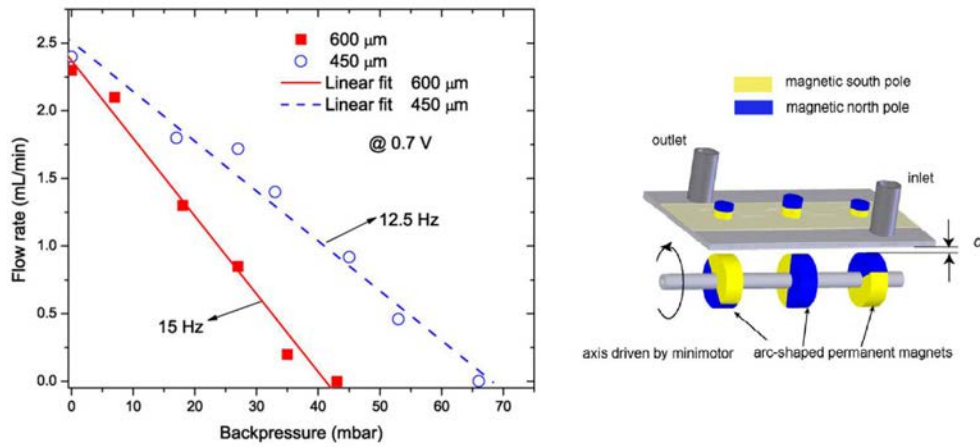 2.5
2.0
1.5
1.0
0.5
0.0
Flow rate (mL/min)
600 µm
450 µm
Linear fit 600 µm
Linear fit 450 µm
@ 0.7 V
12.5 Hz
15 Hz
0 10 20 30 40 50 60 70
Backpressure (mbar)
magnetic south pole
magnetic north pole
outlet
inlet
axis driven by minimotor
arc-shaped permanent magnets